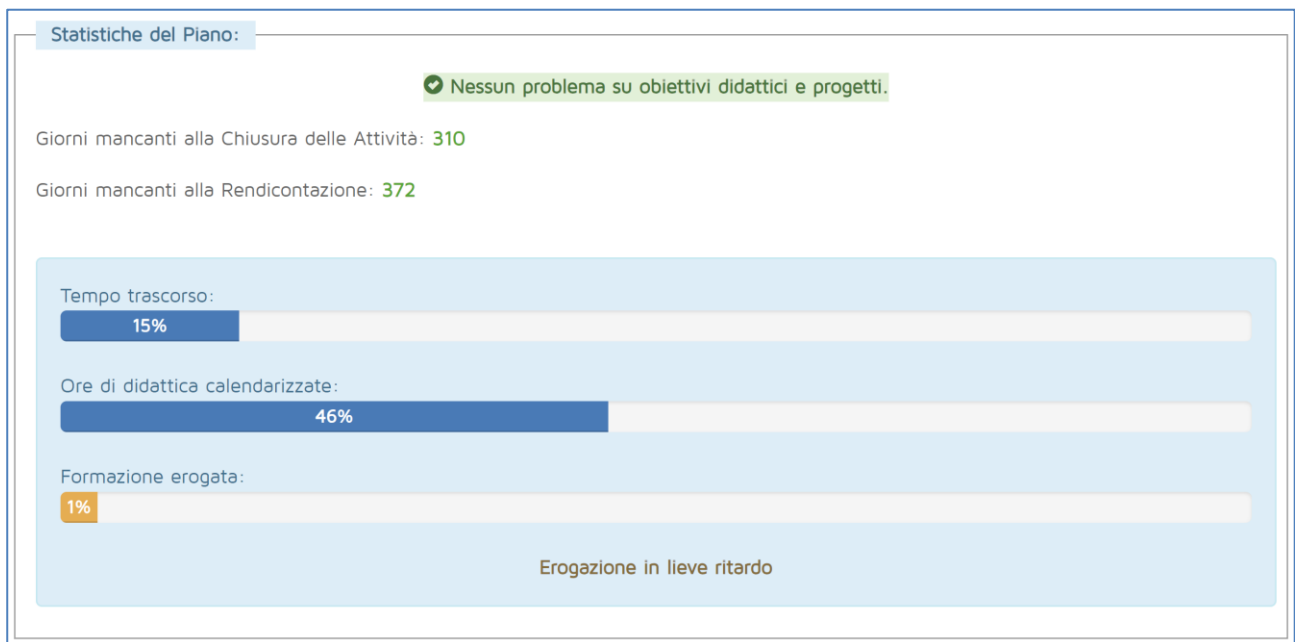 Statistiche del Piano:
Nessun problema su obiettivi didattici e progetti.
Giorni mancanti alla Chiusura delle Attività: 310
Giorni mancanti alla Rendicontazione: 372
Tempo trascorso:
15%
Ore di didattica calendarizzate:
46%
Formazione erogata:
1%
Erogazione in lieve ritardo